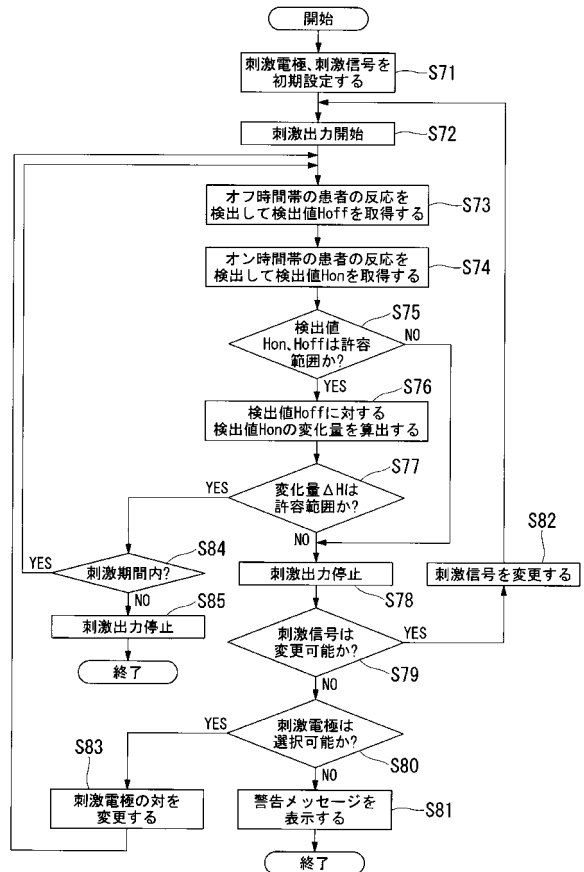 開始
刺激電極、刺激信号を
初期設定する
S71
刺激出力開始
S72
オフ時間帯の患者の反応を
検出して検出値Hoffを取得する
S73
オン時間帯の患者の反応を
検出して検出値Honを取得する
S74
S75
検出値
Hon、Hoffは許容
範囲か?
NO
YES
S76
検出値Hoffに対する
検出値Honの変化量を算出する
S77
変化量ΔHは
許容範囲か?
YES
NO
S84
刺激期間内?
YES
NO
S85
刺激出力停止
終了
刺激出力停止
S78
S82
刺激信号を変更する
刺激信号は
変更可能か?
YES
S79
NO
刺激電極は
選択可能か?
YES
S80
NO
S83
刺激電極の対を
変更する
警告メッセージを
表示する
S81
終了